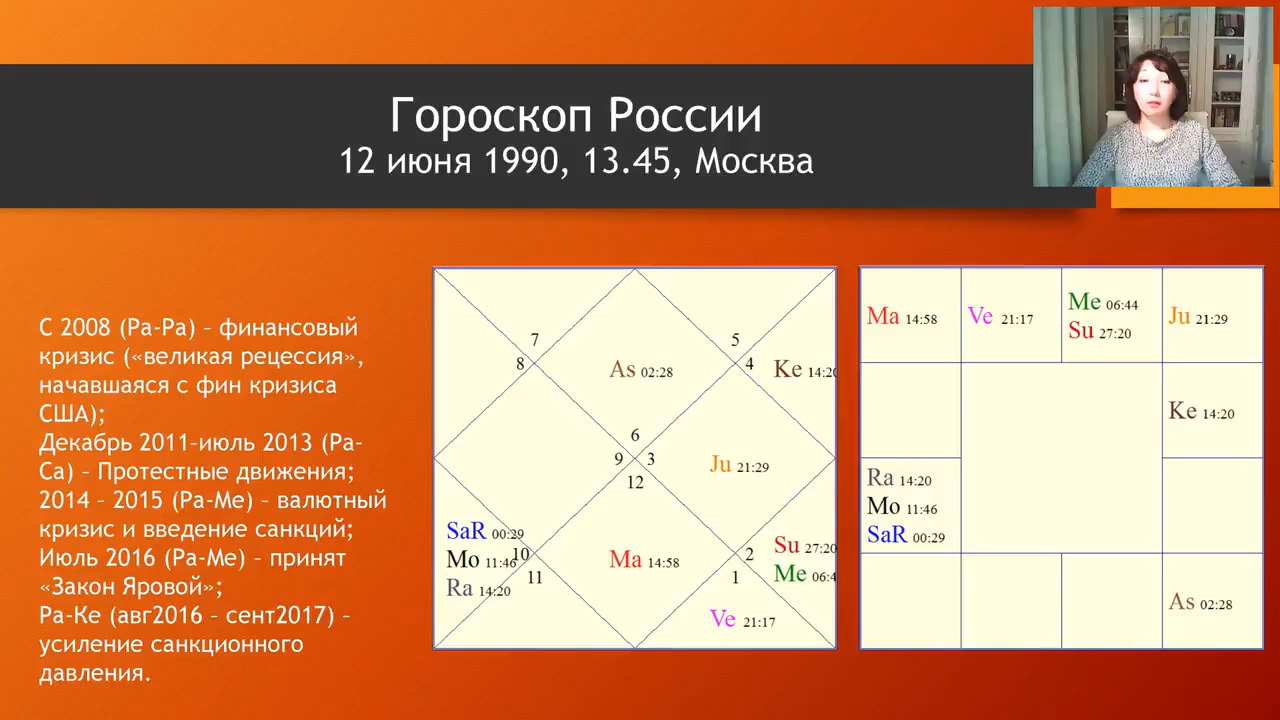 Гороскоп России
12 июня 1990, 13.45, Москва
С 2008 (Ра-Ра) – финансовый
кризис («великая рецессия»,
начавшаяся с фин кризиса
США);
Декабрь 2011–июль 2013 (Ра-
Са) – Протестные движения;
2014 – 2015 (Ра-Ме) – валютный
кризис и введение санкций;
Июль 2016 (Ра-Ме) – принят
«Закон Яровой»;
Ра-Ке (авг2016 – сент2017) –
усиление санкционного
давления.
7
5
8
As 02:28
4
Ke 14:20
6
9
3
12
Ju 21:29
SaR 00:29
Mo 11:46
10
Ra 14:20
11
Ma 14:58
2
1
Su 27:20
Me 06:4
Ve 21:17
Ma 14:58
Ve 21:17
Me 06:44
Su 27:20
Ju 21:29
Ke 14:20
Ra 14:20
Mo 11:46
SaR 00:29
As 02:28